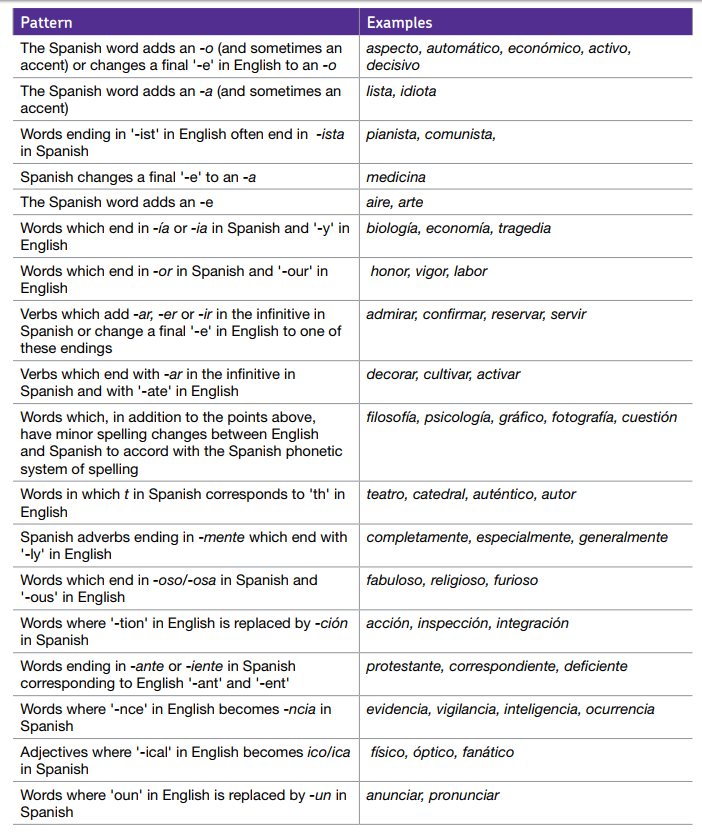 Pattern Examples
The Spanish word adds an -o (and sometimes an aspecto, automático, económico, activo,
accent) or changes a final '-e' in English to an -o decisivo
The Spanish word adds an -a (and sometimes an lista, idiota
accent)
Words ending in '-ist' in English often end in -ista pianista, comunista,
in Spanish
Spanish changes a final '-e' to an -a medicina
The Spanish word adds an -e aire, arte
Words which end in -ía or -ia in Spanish and '-y' in biología, economía, tragedia
English
Words which end in -or in Spanish and '-our' in honor, vigor, labor
English
Verbs which add -ar, -er or -ir in the infinitive in admirar, confirmar, reservar, servir
Spanish or change a final '-e' in English to one of
these endings
Verbs which end with -ar in the infinitive in decorar, cultivar, activar
Spanish and with '-ate' in English
Words which, in addition to the points above, filosofía, psicología, gráfico, fotografía, cuestión
have minor spelling changes between English
and Spanish to accord with the Spanish phonetic
system of spelling
Words in which t in Spanish corresponds to 'th' in teatro, catedral, auténtico, autor
English
Spanish adverbs ending in -mente which end with completamente, especialmente, generalmente
'-ly' in English
Words which end in -oso/-osa in Spanish and fabuloso, religioso, furioso
'-ous' in English
Words where '-tion' in English is replaced by -ción acción, inspección, integración
in Spanish
Words ending in -ante or -iente in Spanish protestante, correspondiente, deficiente
corresponding to English '-ant' and '-ent'
Words where '-nce' in English becomes -ncia in evidencia, vigilancia, inteligencia, ocurrencia
Spanish
Adjectives where '-ical' in English becomes ico/ica físico, óptico, fanático
in Spanish
Words where 'oun' in English is replaced by -un in anunciar, pronunciar
Spanish